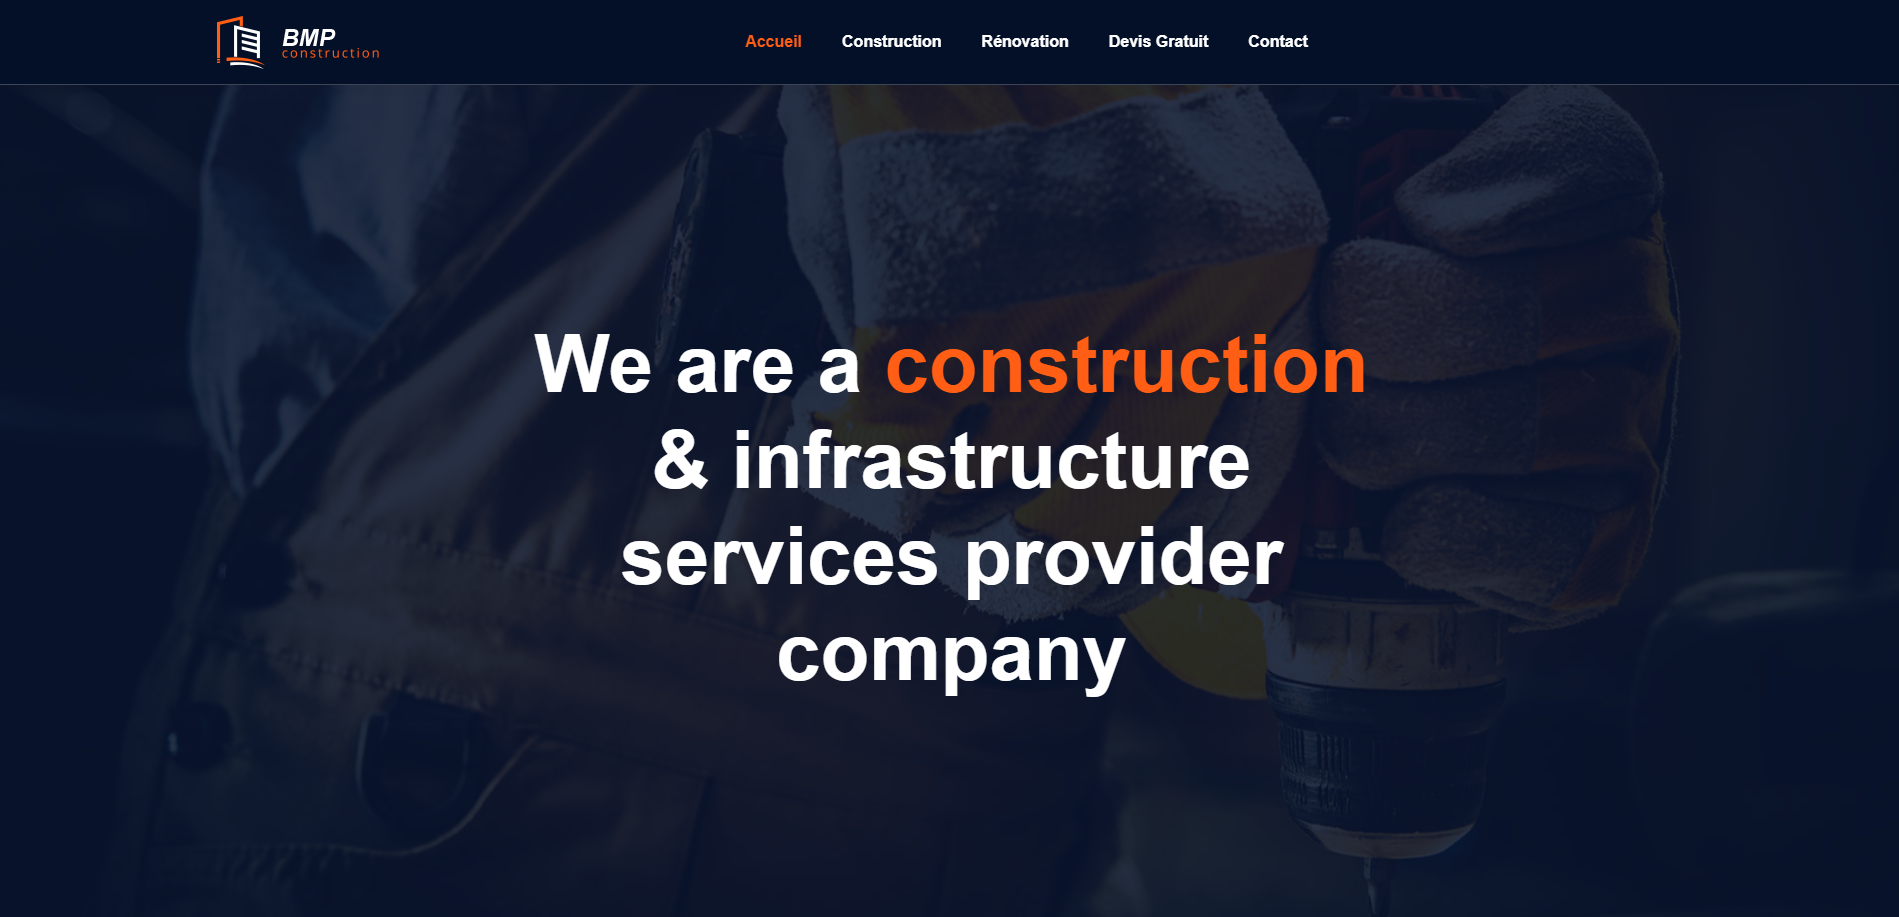 BMP
construction
Accueil Construction Rénovation Devis Gratuit Contact
We are a construction
& infrastructure
services provider
company